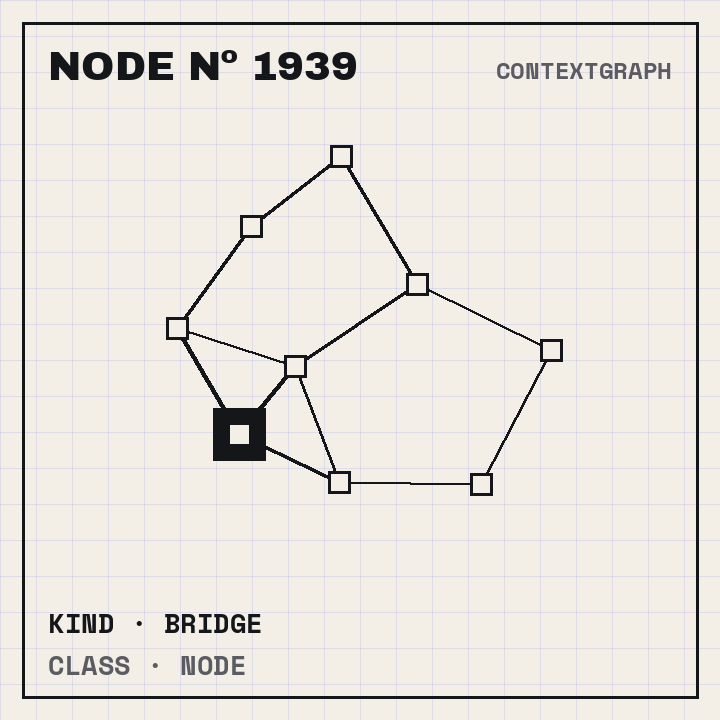 NODE Nº 1939
CONTEXTGRAPH
KIND · BRIDGE
CLASS · NODE